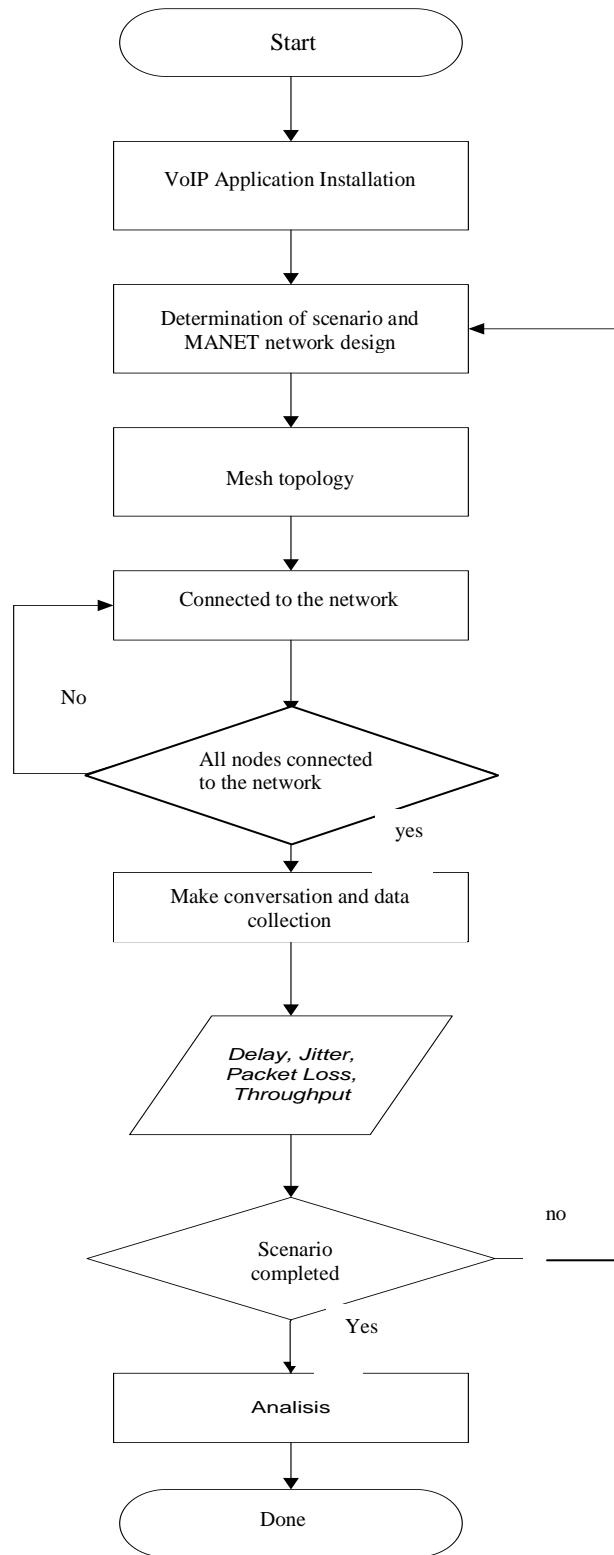 Start
VoIP Application Installation
Determination of scenario and
MANET network design
Mesh topology
Connected to the network
No
All nodes connected
to the network
yes
Make conversation and data
collection
Delay, Jitter,
Packet Loss,
Throughput
no
Scenario
completed
Yes
Analisis
Done